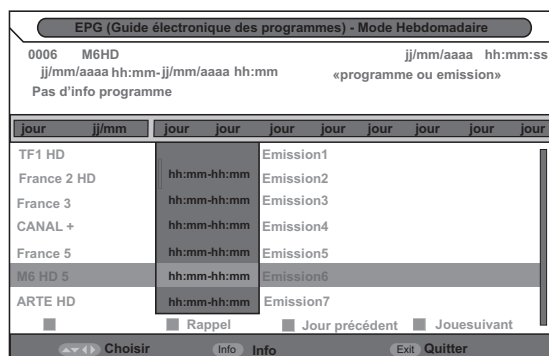 EPG (Guide électronique des programmes) - Mode Hebdomadaire
0006 M6HD jj/mm/aaaa hh:mm:ss
jj/mm/aaaa hh:mm-jj/mm/aaaa hh:mm «programme ou emission»
Pas d'info programme
jour jj/mm jour jour jour jour jour jour jour jour
TF1 HD Emission1
France 2 HD hh:mm-hh:mm Emission2
France 3 hh:mm-hh:mm Emission3
CANAL + hh:mm-hh:mm Emission4
France 5 hh:mm-hh:mm Emission5
M6 HD 5 hh:mm-hh:mm Emission6
ARTE HD hh:mm-hh:mm Emission7
Rappel Jour précédent Jouesuivant
Choisir Info Info Exit Quitter